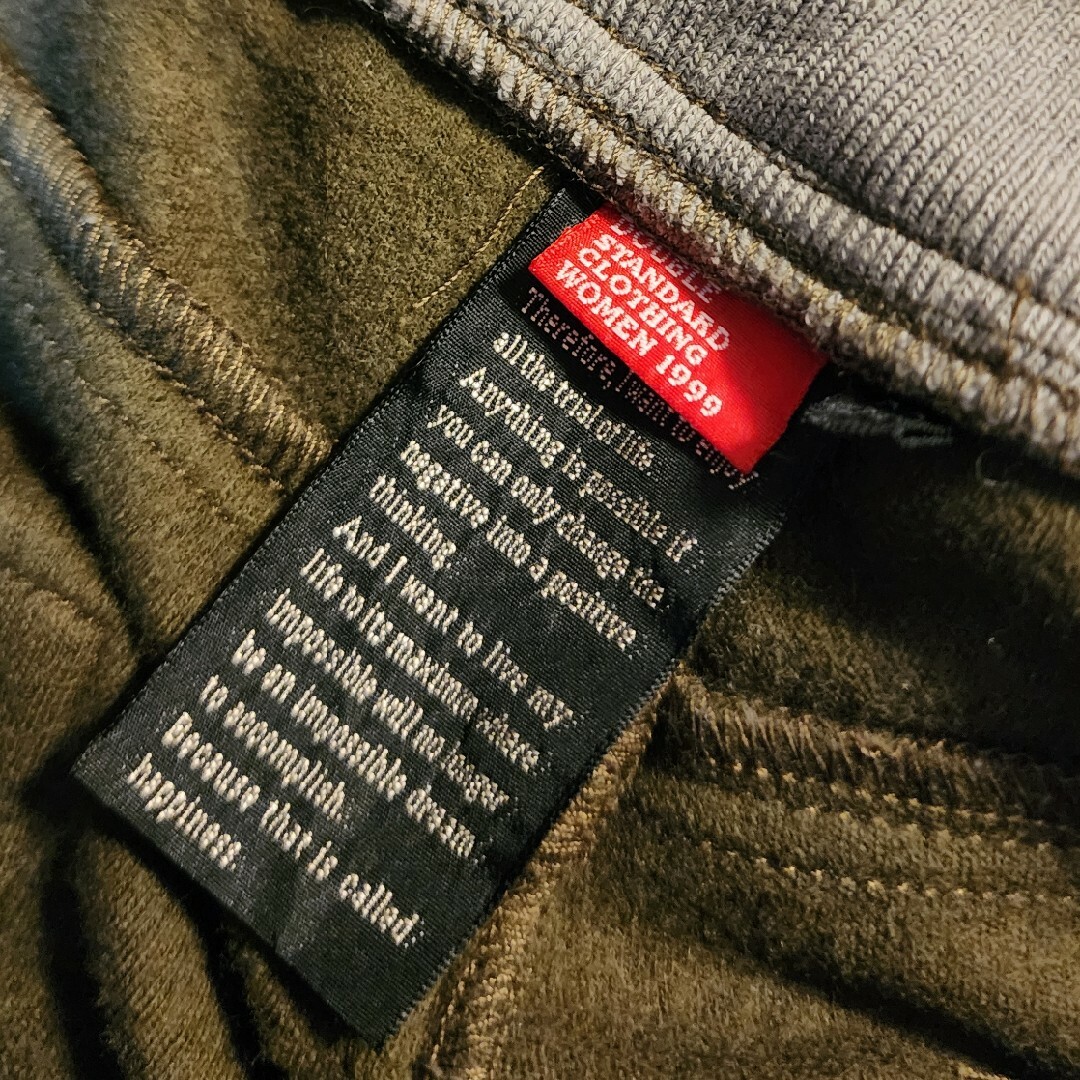 DOUBLE
STANDARD
CLOTHING
WOMEN 1999
Therefore, I want to enjoy
all the trial of life.
Anything is possible if
you can only change the
negative into a positive
thinking.
And I want to live my
life to its maximum where
impossible will no longer
be an impossible dream
to accomplish.
Because that is called
happiness.